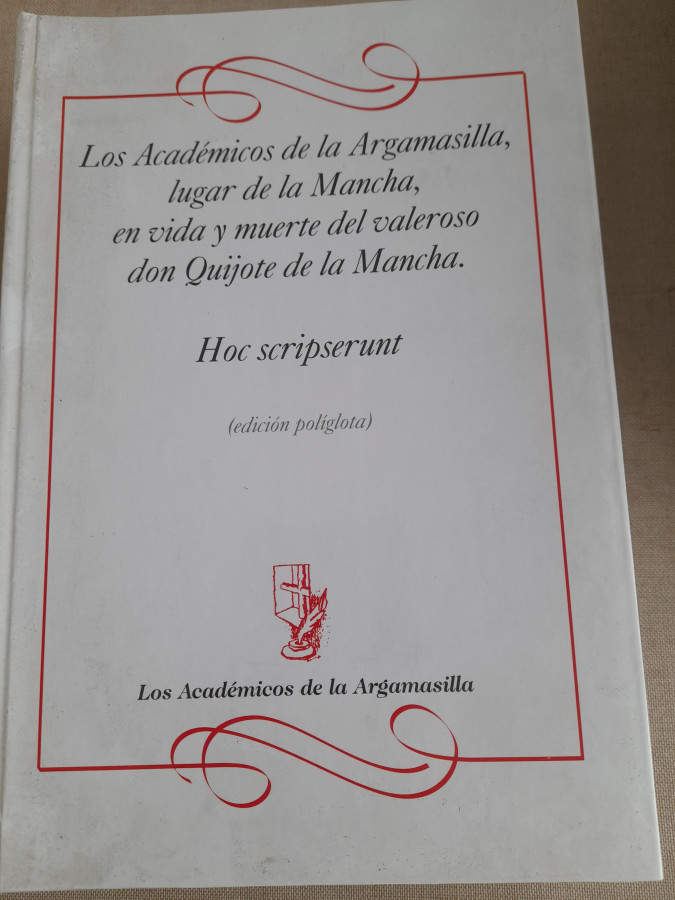 Los Académicos de la Argamasilla,
lugar de la Mancha,
en vida y muerte del valeroso
don Quijote de la Mancha.
Hoc scripserunt
(edición políglota)
Los Académicos de la Argamasilla